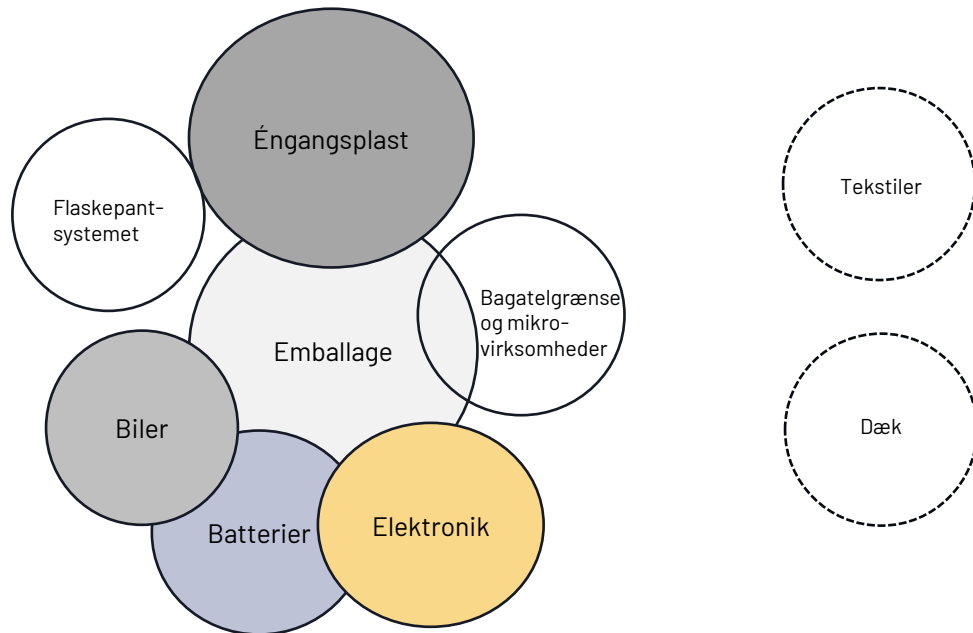 Éngangsplast
Flaskepant-
systemet
Tekstiler
Bagatelgrænse
og mikro-
virksomheder
Emballage
Biler
Dæk
Batterier
Elektronik